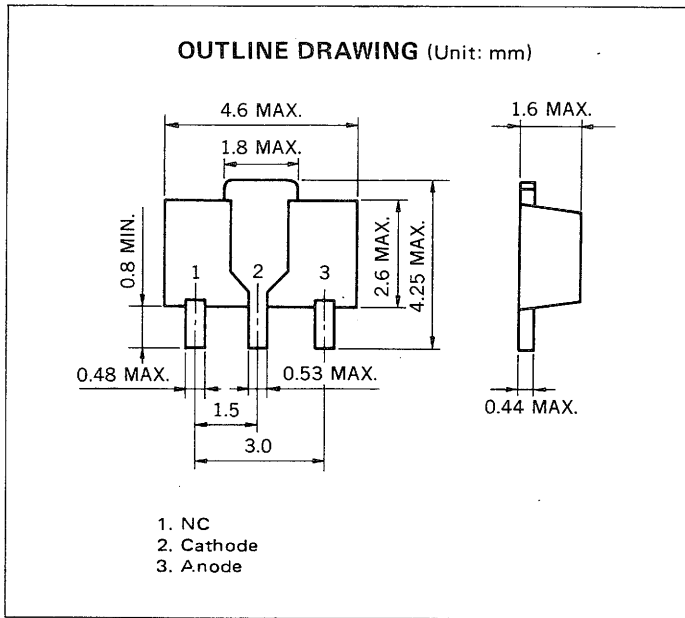 OUTLINE DRAWING (Unit: mm)
4.6 MAX.
1.6 MAX.
1.8 MAX.
0.8 MIN.
1
2
3
2.6 MAX.
4.25 MAX.
0.48 MAX.
0.53 MAX.
0.44 MAX.
1.5
3.0
1. NC
2. Cathode
3. Anode